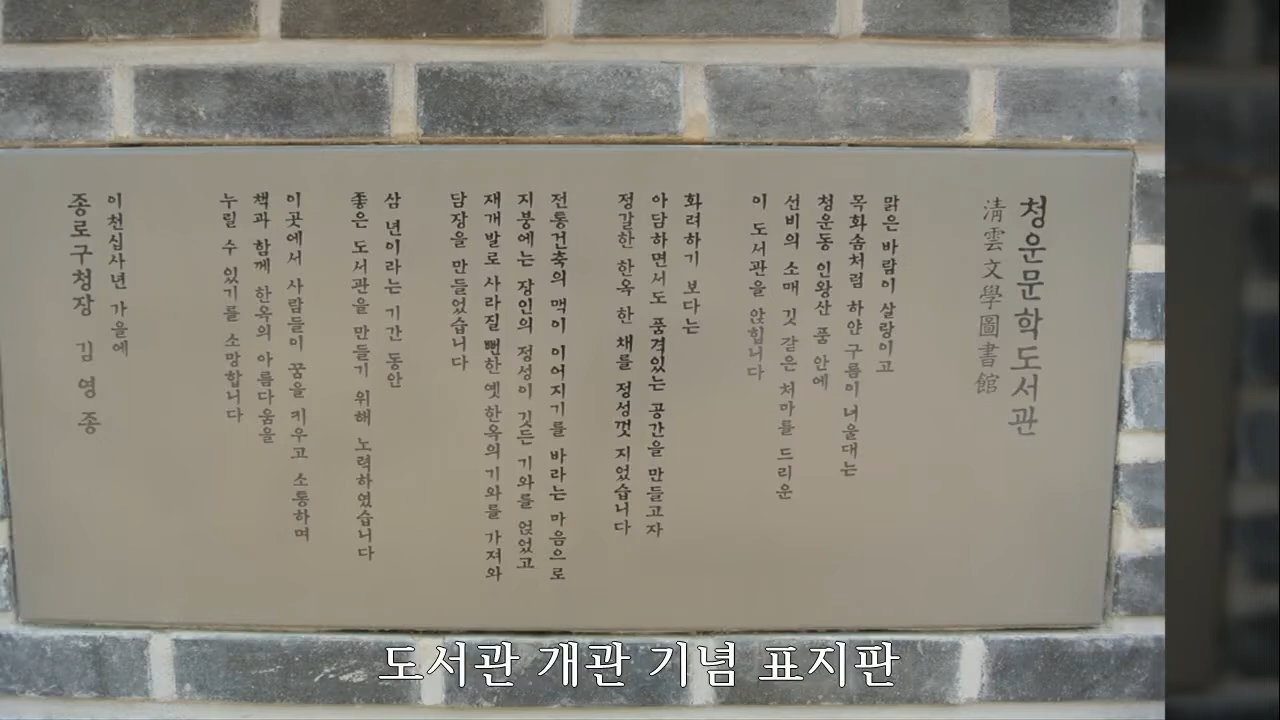 청운문학도서관
淸雲文學圖書館
맑은 바람이 살랑이고
목화솜처럼 하얀 구름이 너울대는
청운동 인왕산 품 안에
선비의 소매 깃 같은 처마를 드리운
이 도서관을 앉힙니다
화려하기 보다는
아담하면서도 품격있는 공간을 만들고자
정갈한 한옥 한 채를 정성껏 지었습니다
전통건축의 맥이 이어지기를 바라는 마음으로
지붕에는 장인의 정성이 깃든 기와를 얹었고
재개발로 사라질 뻔한 옛 한옥의 기와를 가져와
담장을 만들었습니다
삼 년이라는 기간 동안
좋은 도서관을 만들기 위해 노력하였습니다
이곳에서 사람들이 꿈을 키우고 소통하며
책과 함께 한옥의 아름다움을
누릴 수 있기를 소망합니다
이천십사년 가을에
종로구청장 김영종
도서관 개관 기념 표지판